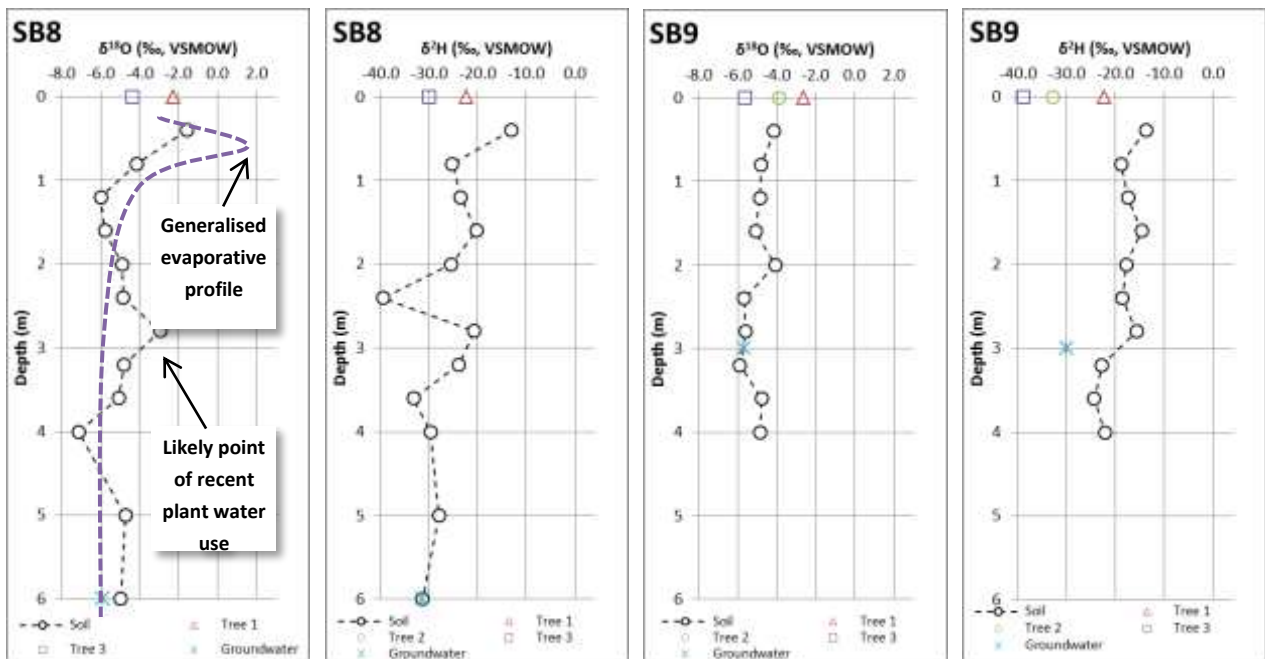 SB8
δ¹⁸O (‰, VSMOW)
-8.0 -6.0 -4.0 -2.0 0.0 2.0
0
1
2
3
4
5
6
Depth (m)
Generalised
evaporative
profile
Likely point
of recent
plant water
use
Soil
Tree 1
Tree 3
Groundwater
SB8
δ²H (‰, VSMOW)
-40.0 -30.0 -20.0 -10.0 0.0
0
1
2
3
4
5
6
Depth (m)
Soil
Tree 1
Tree 2
Tree 3
Groundwater
SB9
δ¹⁸O (‰, VSMOW)
-8.0 -6.0 -4.0 -2.0 0.0 2.0
0
1
2
3
4
5
6
Depth (m)
Soil
Tree 1
Tree 2
Tree 3
Groundwater
SB9
δ²H (‰, VSMOW)
-40.0 -30.0 -20.0 -10.0 0.0
0
1
2
3
4
5
6
Depth (m)
Soil
Tree 1
Tree 2
Tree 3
Groundwater